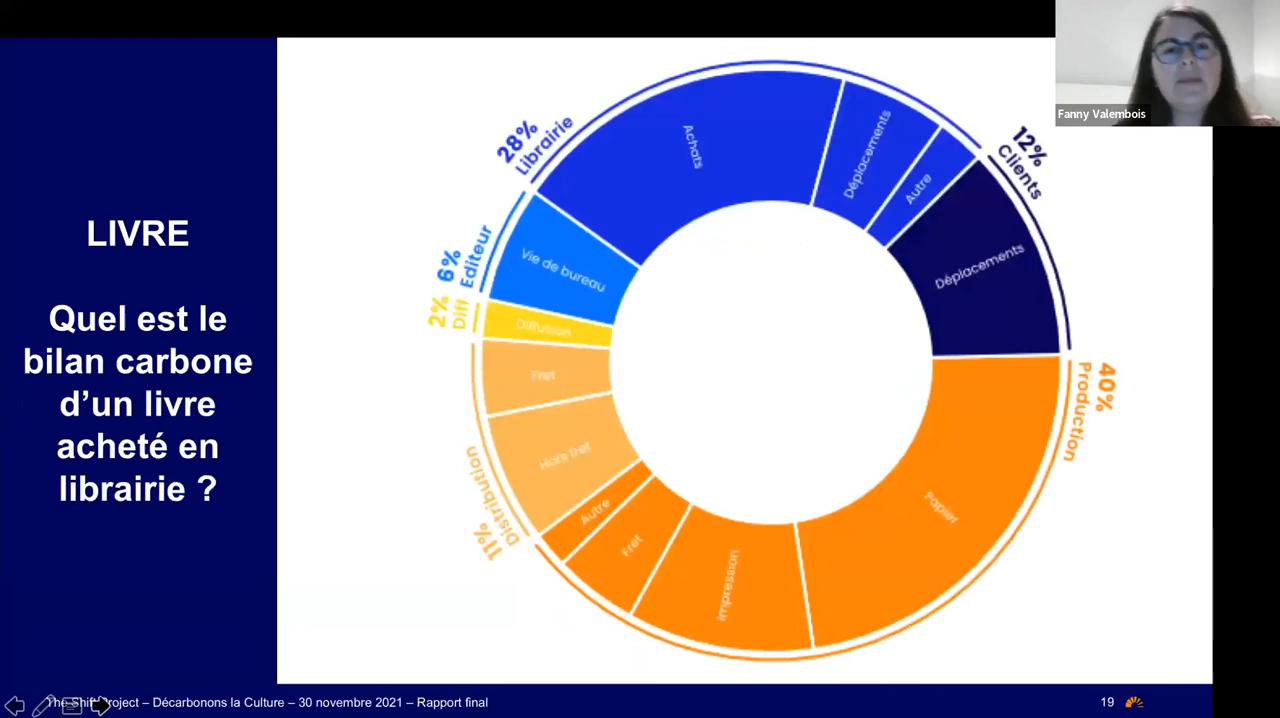 LIVRE
Quel est le
bilan carbone
d'un livre
acheté en
librairie ?
28%
Librairie
Achats
Déplacements
Autre
12%
Clients
Déplacements
40%
Production
Papier
Impression
Fret
Autre
11%
Distribution
Hors fret
Fret
2%
Diff
Diffusion
6%
Editeur
Vie de bureau
Fanny Valembois
The Shift Project – Décarbonons la Culture – 30 novembre 2021 – Rapport final
19